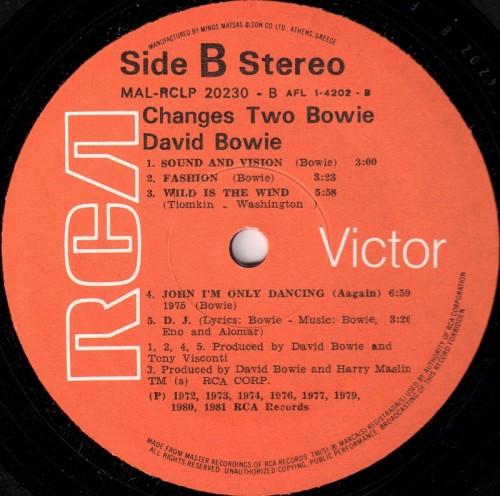 MANUFACTURED BY MINOS MATSAS & SON CO LTD., ATHENS, GREECE
Side B Stereo
MAL-RCLP 20230 - B AFL 1-4202 - B
Changes Two Bowie
David Bowie
1. SOUND AND VISION (Bowie) 3:00
2. FASHION (Bowie) 3:23
3. WILD IS THE WIND 5:58
(Tiomkin - Washington )
RCA
Victor
4. JOHN I'M ONLY DANCING (Aagain) 6:59
1975 (Bowie)
5. D. J. (Lyrics: Bowie - Music: Bowie, 3:26
Eno and Alomar)
1, 2, 4, 5. Produced by David Bowie and
Tony Visconti
3. Produced by David Bowie and Harry Maslin
TM (s) RCA CORP.
(P) 1972, 1973, 1974, 1976, 1977, 1979,
1980, 1981 RCA Records
MADE FROM MASTER RECORDINGS OF RCA RECORDS TM(S) ® MARCA(S) REGISTRADA(S) USED BY AUTHORITY OF RCA CORPORATION
ALL RIGHTS RESERVED UNAUTHORIZED COPYING, PUBLIC PERFORMANCE, BROADCASTING OF THIS RECORD FORBIDDEN